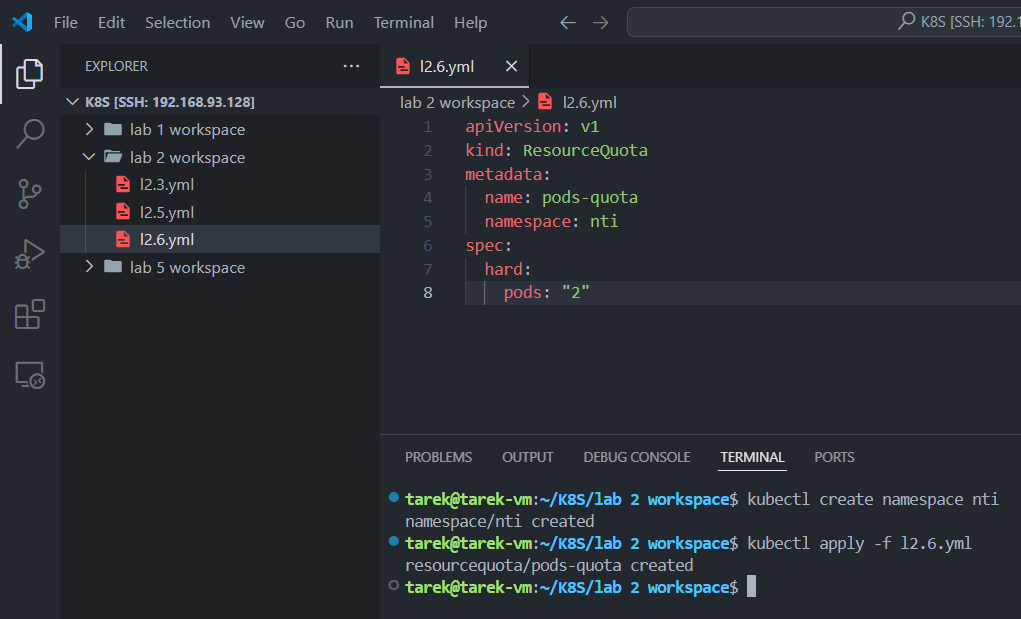 File Edit Selection View Go Run Terminal Help K8S [SSH: 192.1
EXPLORER
K8S [SSH: 192.168.93.128]
lab 1 workspace
lab 2 workspace
l2.3.yml
l2.5.yml
l2.6.yml
lab 5 workspace
l2.6.yml
lab 2 workspace > l2.6.yml
1 apiVersion: v1
2 kind: ResourceQuota
3 metadata:
4 name: pods-quota
5 namespace: nti
6 spec:
7 hard:
8 pods: "2"
PROBLEMS OUTPUT DEBUG CONSOLE TERMINAL PORTS
tarek@tarek-vm:~/K8S/lab 2 workspace$ kubectl create namespace nti
namespace/nti created
tarek@tarek-vm:~/K8S/lab 2 workspace$ kubectl apply -f l2.6.yml
resourcequota/pods-quota created
tarek@tarek-vm:~/K8S/lab 2 workspace$